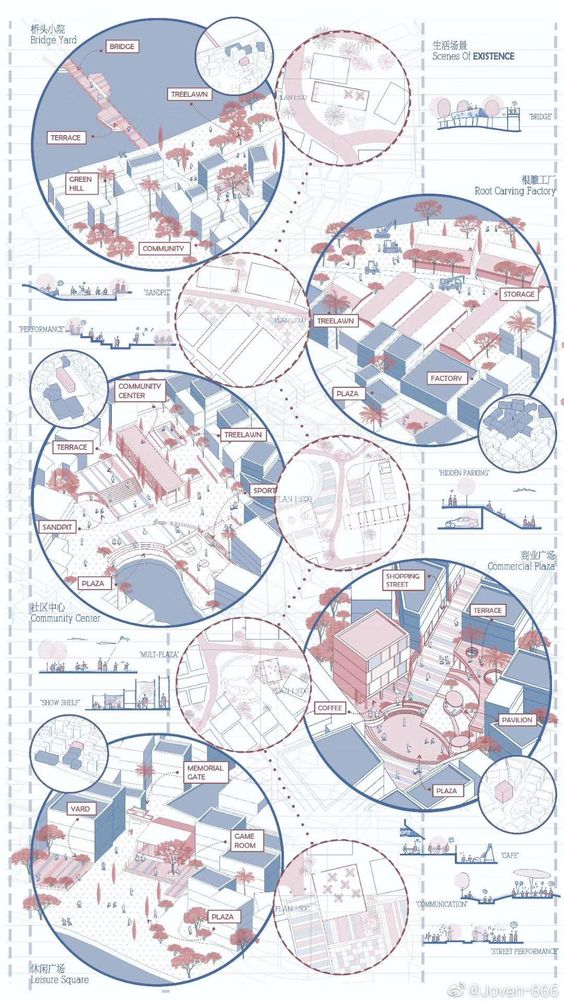 桥头小院
Bridge Yard
BRIDGE
TREELAWN
TERRACE
GREEN
HILL
COMMUNITY
PLAN 1:500
生活场景
Scenes Of EXISTENCE
"BRIDGE"
根雕工厂
Root Carving Factory
STORAGE
TREELAWN
FACTORY
PLAZA
"SANDPIT"
"PERFORMANCE"
PLAN 1:1000
"HIDDEN PARKING"
COMMUNITY
CENTER
TREELAWN
TERRACE
SPORT
SANDPIT
PLAZA
PLAN 1:1000
社区中心
Community Center
商业广场
Commercial Plaza
SHOPPING
STREET
TERRACE
COFFEE
PAVILION
PLAZA
"MULT-PLAZA"
"SHOW SHELF"
PLAN 1:500
MEMORIAL
GATE
YARD
GAME
ROOM
PLAZA
PLAN 1:500
休闲广场
Leisure Square
"CAFE"
"COMMUNICATION"
"STREET PERFORMANCE"
@Joven-666